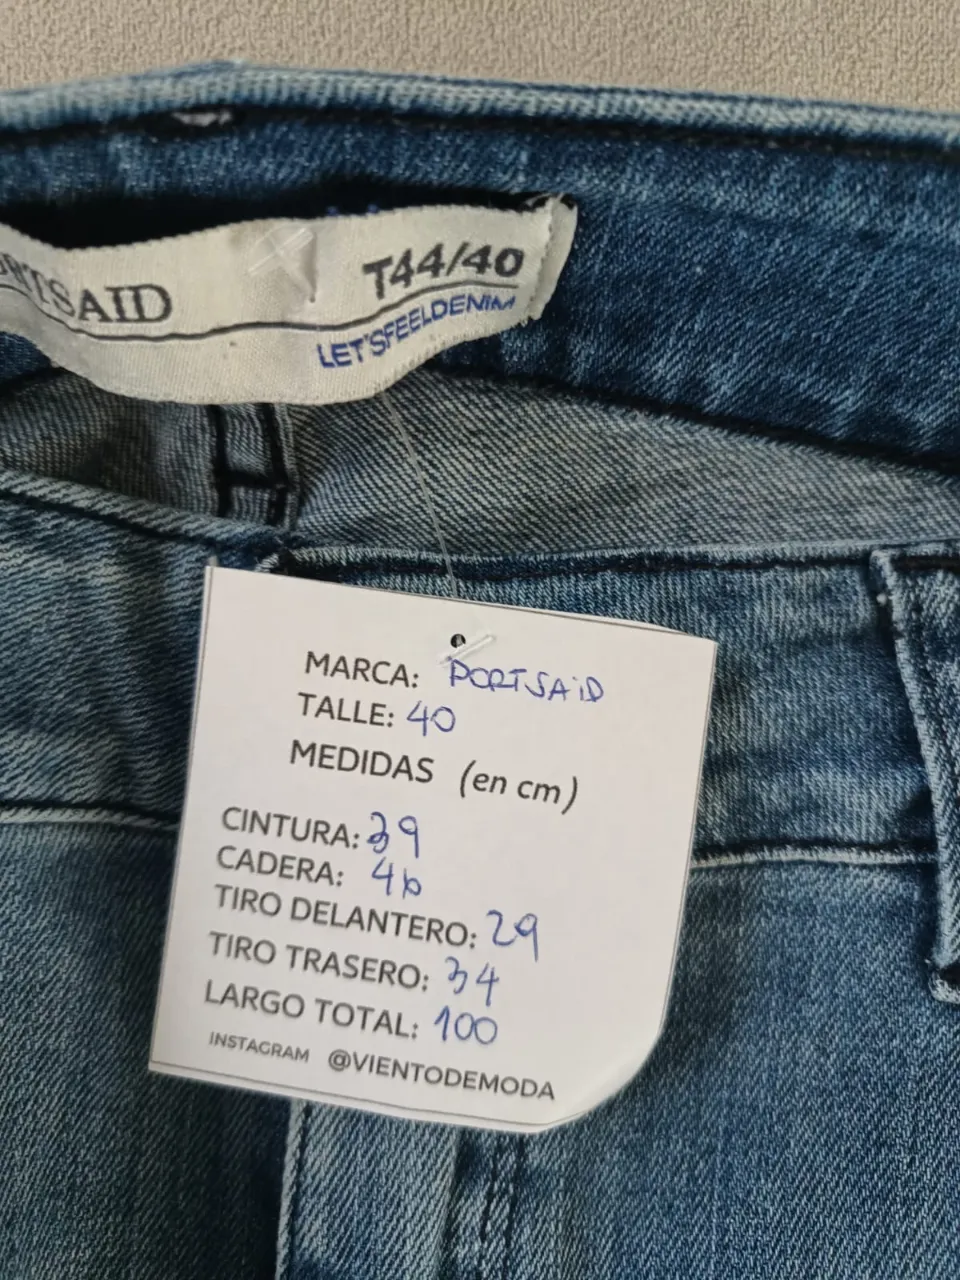 RTSAID
T44/40
LET'SFEELDENIM
MARCA: PORTSAiD
TALLE: 40
MEDIDAS (en cm)
CINTURA: 39
CADERA: 46
TIRO DELANTERO: 29
TIRO TRASERO: 34
LARGO TOTAL: 100
INSTAGRAM @VIENTODEMODA